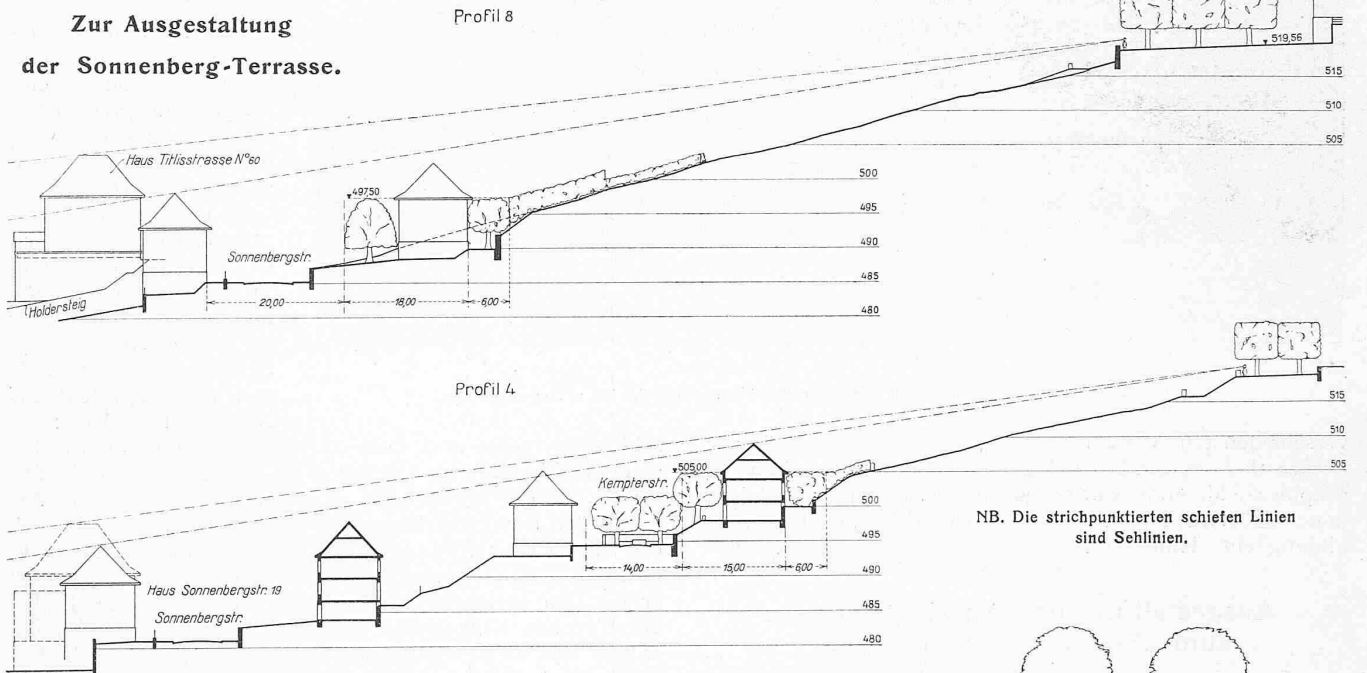 Zur Ausgestaltung
der Sonnenberg-Terrasse.
Profil 8
519,56
515
510
505
500
495
490
485
480
Haus Titlisstrasse N° 60
497,50
Sonnenbergstr.
Holdersteig
20,00
18,00
6,00
Profil 4
515
510
505
500
495
490
485
480
505,00
Kempterstr.
14,00
15,00
6,00
Haus Sonnenbergstr. 19
Sonnenbergstr.
NB. Die strichpunktierten schiefen Linien
sind Sehlinien.